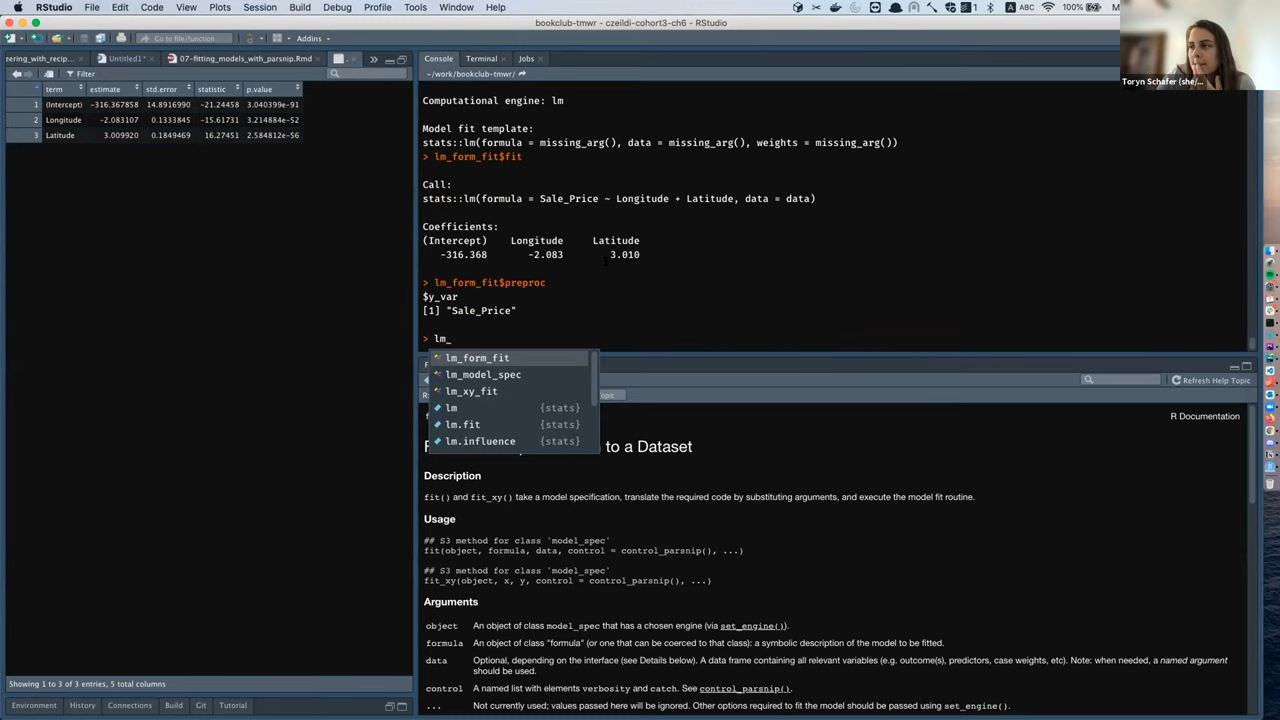 RStudio File Edit Code View Plots Session Build Debug Profile Tools Window Help
ABC 100%
bookclub-tmwr - czeildi-cohort3-ch6 - RStudio
Go to file/function Addins
eering_with_recip... Untitled1* 07-fitting_models_with_parsnip.Rmd
Filter
term estimate std.error statistic p.value
1 (Intercept) -316.367858 14.8916990 -21.24458 3.040399e-91
2 Longitude -2.083107 0.1333845 -15.61731 3.214884e-52
3 Latitude 3.009920 0.1849469 16.27451 2.584812e-56
Showing 1 to 3 of 3 entries, 5 total columns
Environment History Connections Build Git Tutorial
Console Terminal Jobs
~/work/bookclub-tmwr/
Computational engine: lm
Model fit template:
stats::lm(formula = missing_arg(), data = missing_arg(), weights = missing_arg())
> lm_form_fit$fit
Call:
stats::lm(formula = Sale_Price ~ Longitude + Latitude, data = data)
Coefficients:
(Intercept) Longitude Latitude
-316.368 -2.083 3.010
> lm_form_fit$preproc
$y_var
[1] "Sale_Price"
> lm_
lm_form_fit
lm_model_spec
lm_xy_fit
lm {stats}
lm.fit {stats}
lm.influence {stats}
Refresh Help Topic
R Documentation
to a Dataset
Description
fit() and fit_xy() take a model specification, translate the required code by substituting arguments, and execute the model fit routine.
Usage
## S3 method for class 'model_spec'
fit(object, formula, data, control = control_parsnip(), ...)
## S3 method for class 'model_spec'
fit_xy(object, x, y, control = control_parsnip(), ...)
Arguments
object An object of class model_spec that has a chosen engine (via set_engine()).
formula An object of class "formula" (or one that can be coerced to that class): a symbolic description of the model to be fitted.
data Optional, depending on the interface (see Details below). A data frame containing all relevant variables (e.g. outcome(s), predictors, case weights, etc). Note: when needed, a named argument
should be used.
control A named list with elements verbosity and catch. See control_parsnip().
... Not currently used; values passed here will be ignored. Other options required to fit the model should be passed using set_engine().
Toryn Schafer (she/